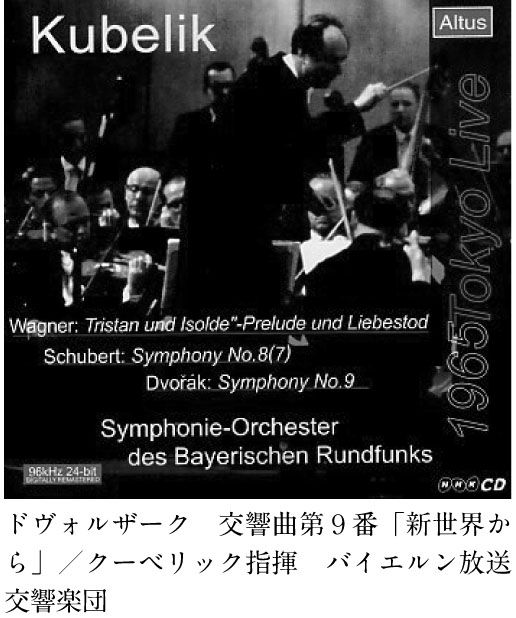 Kubelik
Altus
1965 Tokyo Live
Wagner: Tristan und Isolde"-Prelude und Liebestod
Schubert: Symphony No.8(7)
Dvořák: Symphony No.9
Symphonie-Orchester
des Bayerischen Rundfunks
96kHz 24-bit
DIGITALLY REMASTERED
NHK CD
ドヴォルザーク　交響曲第９番「新世界か
ら」／クーベリック指揮　バイエルン放送
交響楽団